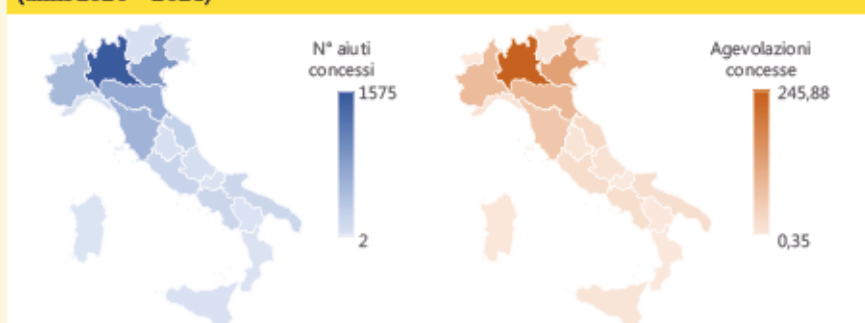 N° aiuti
concessi
1575
2
Agevolazioni
concesse
245,88
0,35